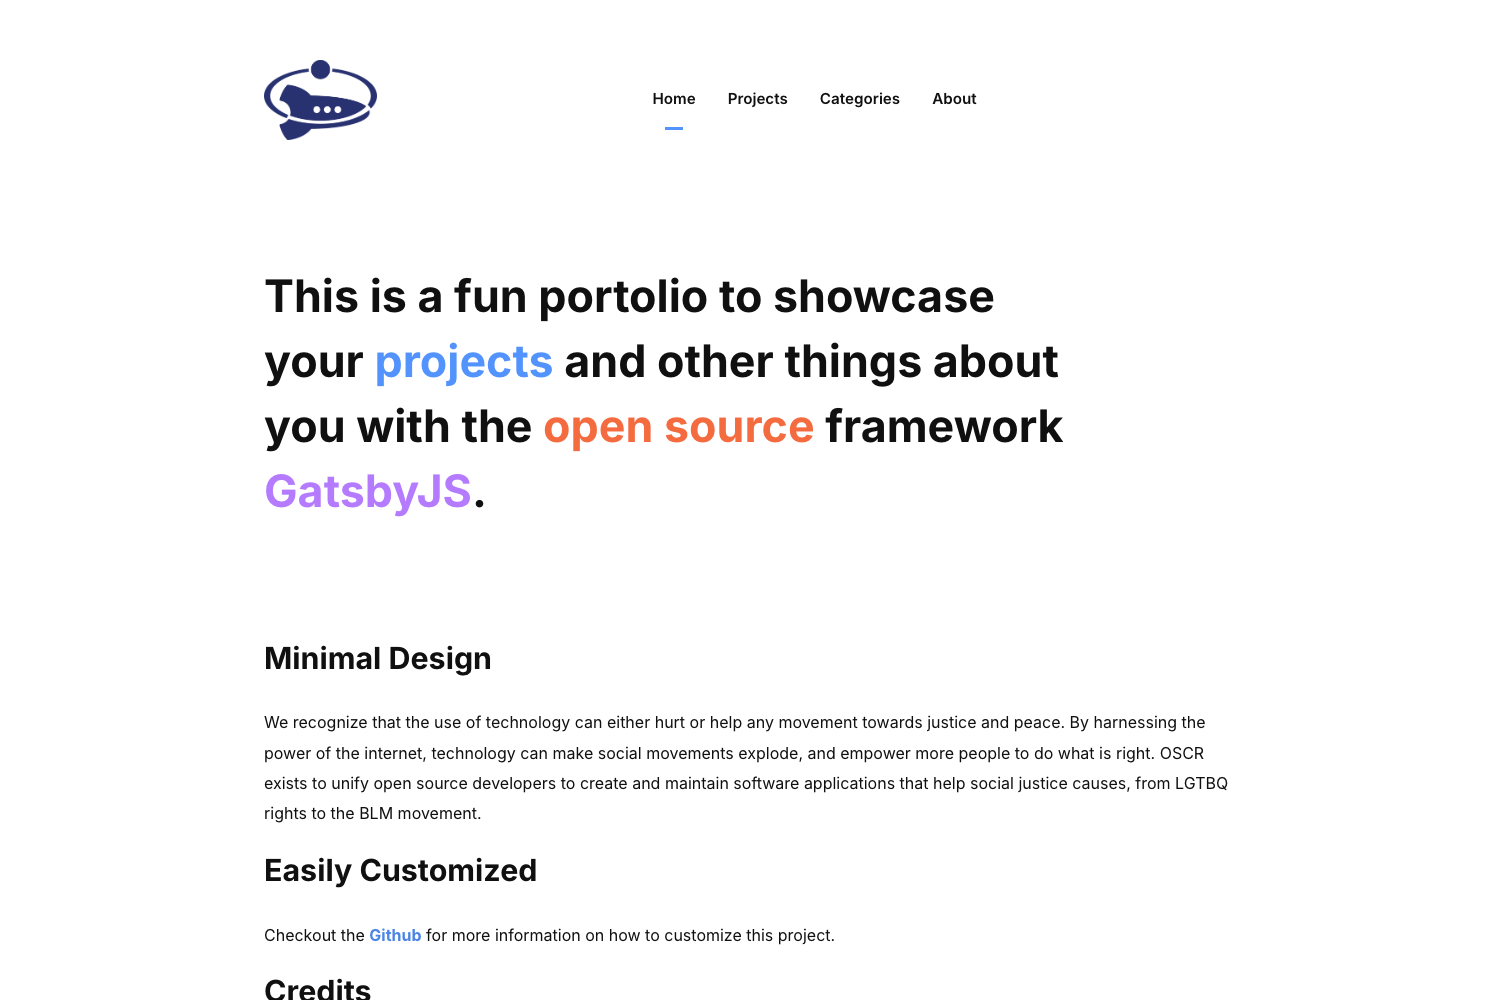 Home Projects Categories About
This is a fun portolio to showcase
your projects and other things about
you with the open source framework
GatsbyJS.
Minimal Design
We recognize that the use of technology can either hurt or help any movement towards justice and peace. By harnessing the
power of the internet, technology can make social movements explode, and empower more people to do what is right. OSCR
exists to unify open source developers to create and maintain software applications that help social justice causes, from LGTBQ
rights to the BLM movement.
Easily Customized
Checkout the Github for more information on how to customize this project.
Credits